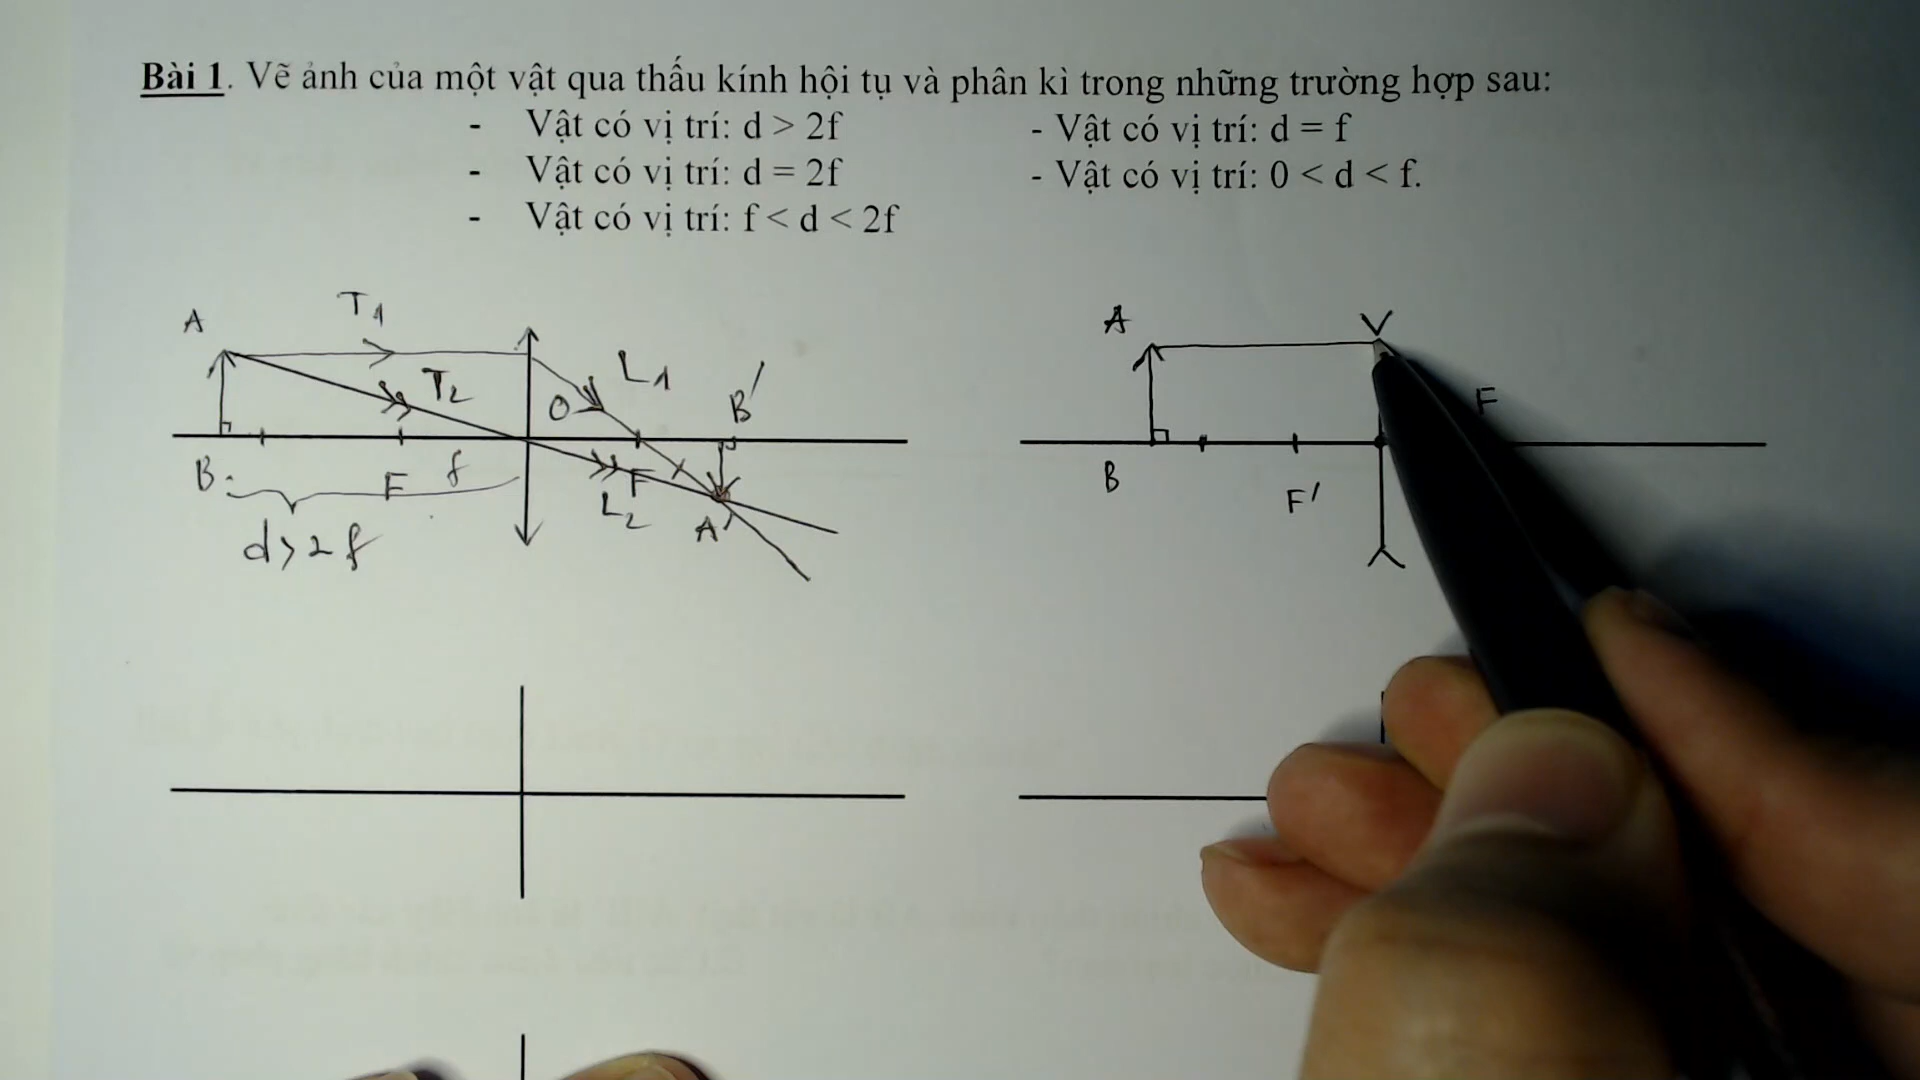 Bài 1. Vẽ ảnh của một vật qua thấu kính hội tụ và phân kì trong những trường hợp sau:
- Vật có vị trí: d > 2f
- Vật có vị trí: d = f
- Vật có vị trí: d = 2f
- Vật có vị trí: 0 < d < f.
- Vật có vị trí: f < d < 2f
A T1
T2 O L1 B'
B F f F
L2 A'
d > 2f
A
F
B F'